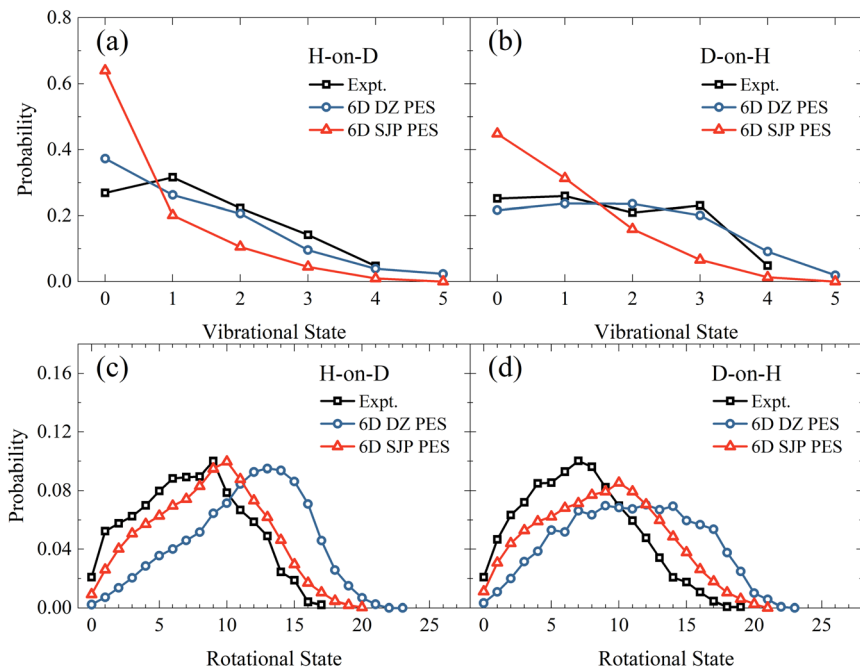 (a)
H-on-D
Expt.
6D DZ PES
6D SJP PES
(b)
D-on-H
Expt.
6D DZ PES
6D SJP PES
0.8
0.6
0.4
0.2
0.0
Probability
0 1 2 3 4 5
0 1 2 3 4 5
Vibrational State
Vibrational State
(c)
H-on-D
Expt.
6D DZ PES
6D SJP PES
(d)
D-on-H
Expt.
6D DZ PES
6D SJP PES
0.16
0.12
0.08
0.04
0.00
Probability
0 5 10 15 20 25
0 5 10 15 20 25
Rotational State
Rotational State